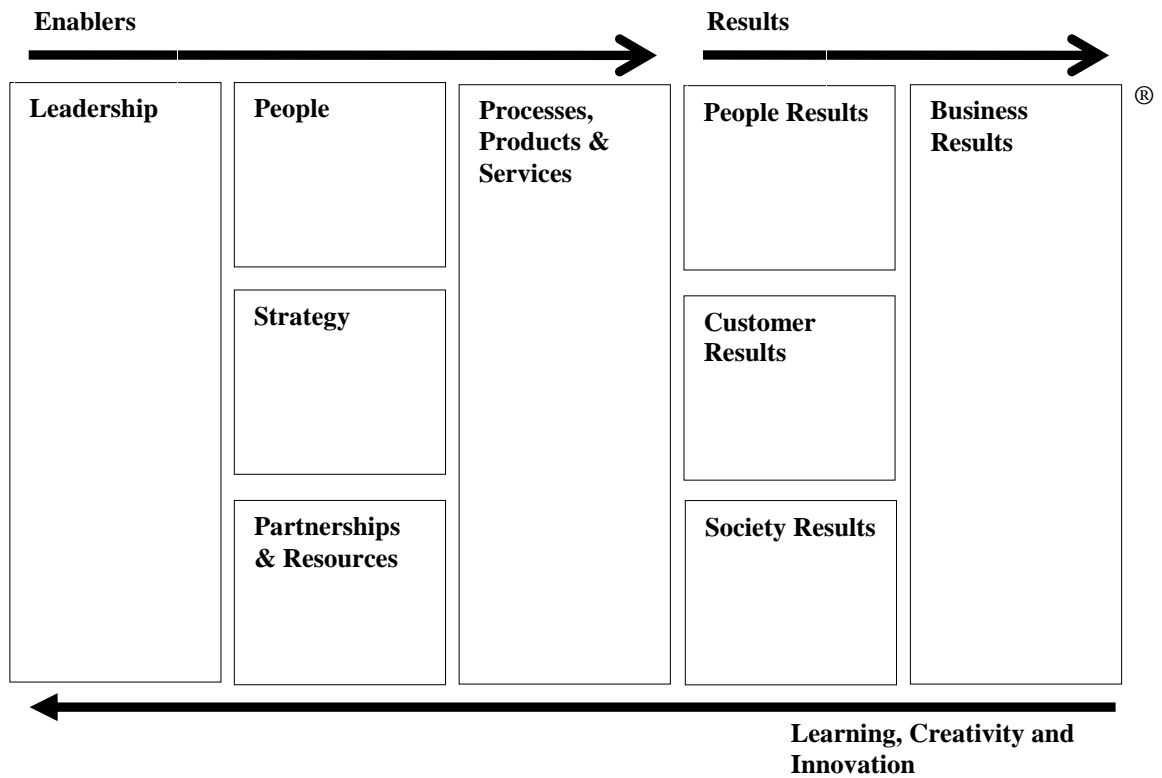 Enablers
Results
Leadership
People
Processes,
Products &
Services
People Results
Business
Results
®
Strategy
Customer
Results
Partnerships
& Resources
Society Results
Learning, Creativity and
Innovation